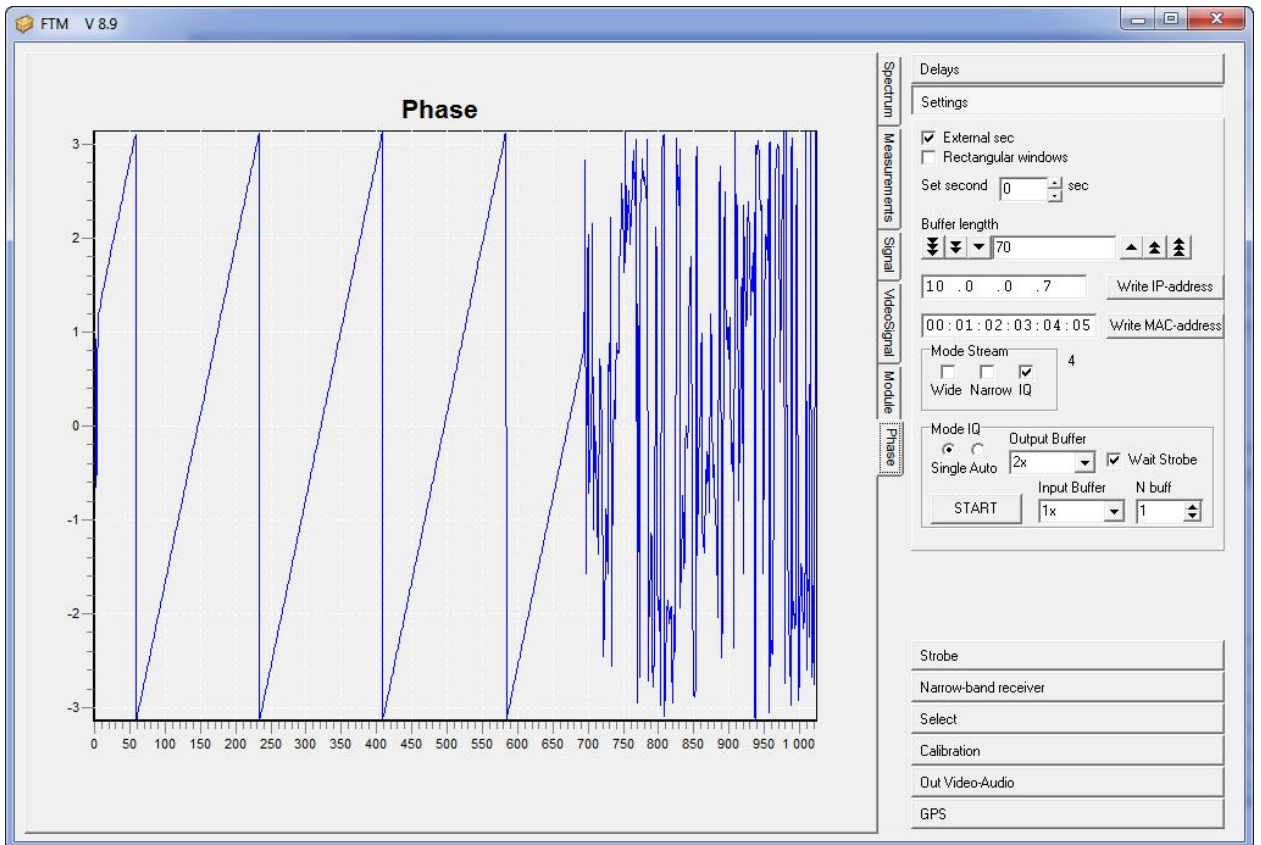 FTM V 8.9
Phase
3
2
1
0
-1
-2
-3
0 50 100 150 200 250 300 350 400 450 500 550 600 650 700 750 800 850 900 950 1 000
Spectrum
Measurements
Signal
VideoSignal
Module
Phase
Delays
Settings
External sec
Rectangular windows
Set second 0 sec
Buffer lengtth
70
10 .0 .0 .7 Write IP-address
00:01:02:03:04:05 Write MAC-address
Mode Stream
4
Wide Narrow IQ
Mode IQ
Output Buffer
Single Auto 2x Wait Strobe
Input Buffer N buff
START 1x 1
Strobe
Narrow-band receiver
Select
Calibration
Out Video-Audio
GPS